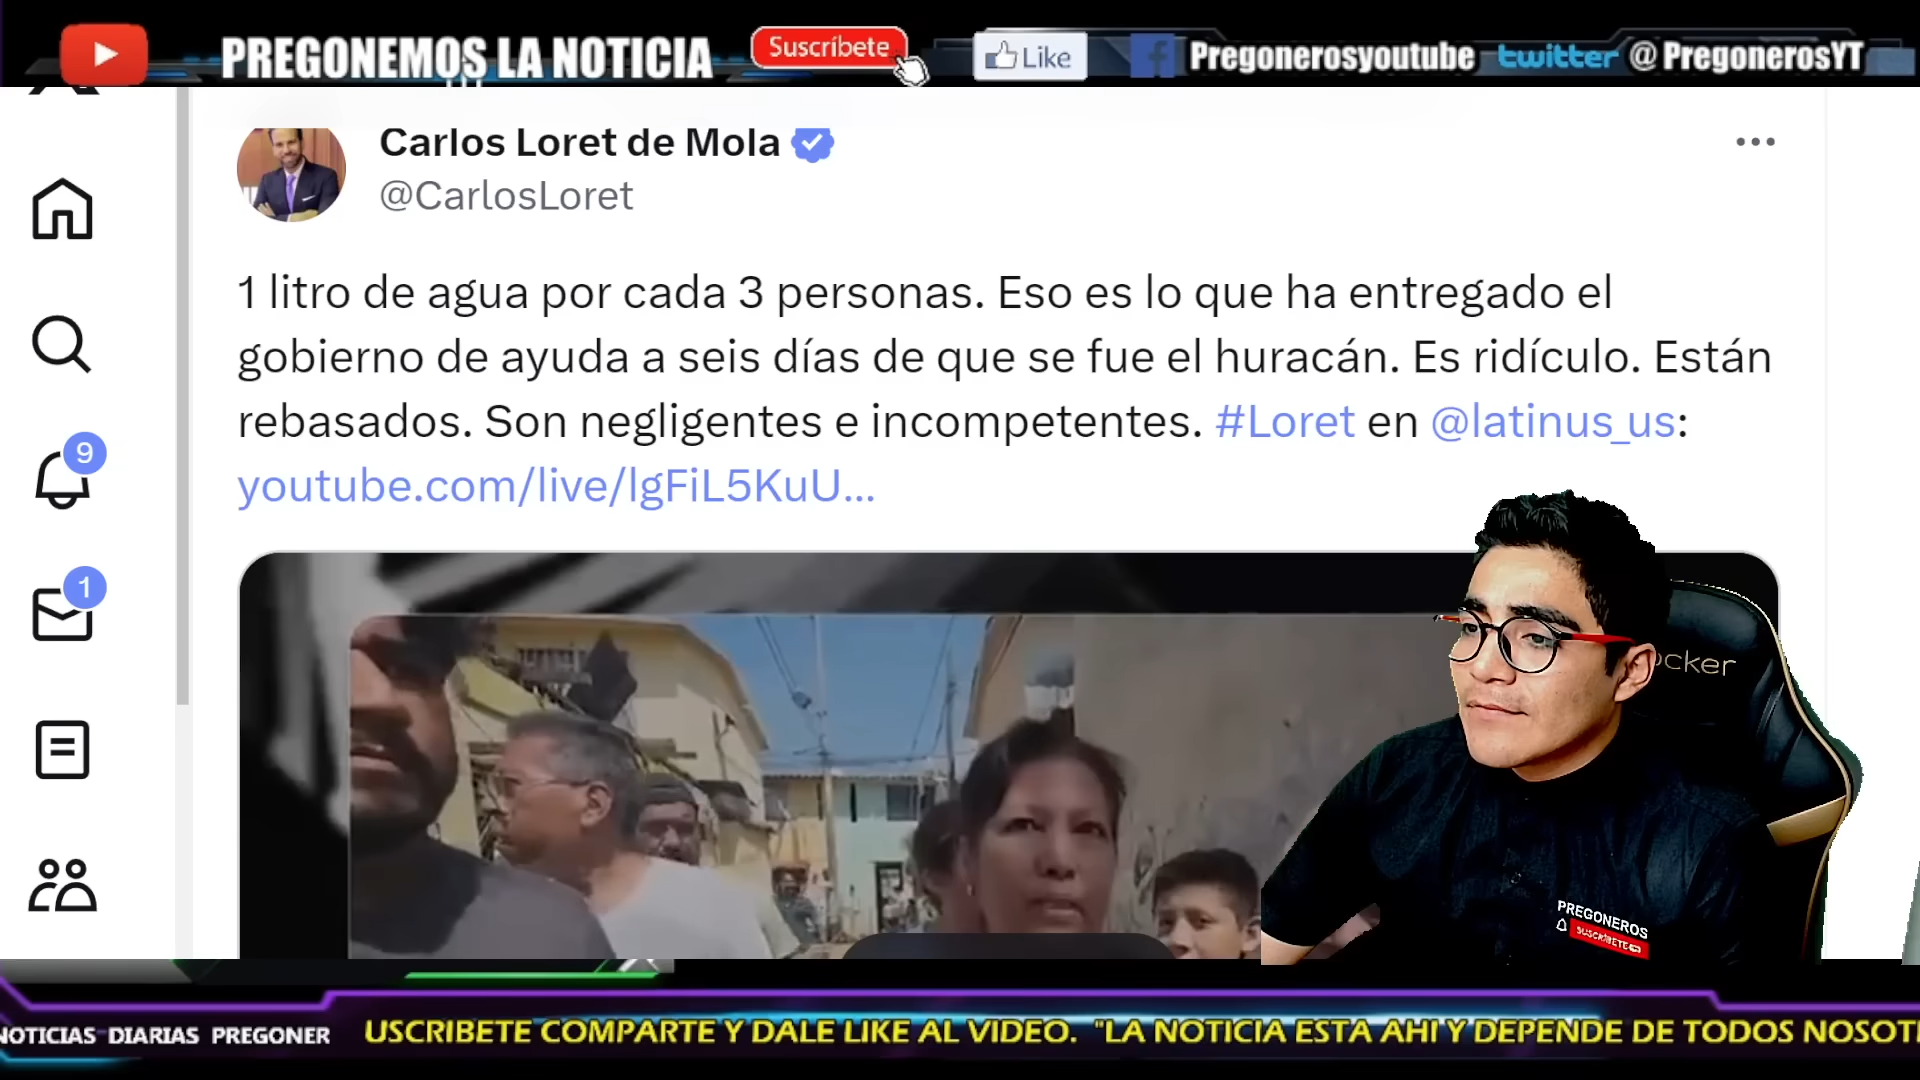 PREGONEMOS LA NOTICIA
Suscríbete
Like
Pregonerosyoutube
twitter @PregonerosYT
Carlos Loret de Mola
@CarlosLoret
1 litro de agua por cada 3 personas. Eso es lo que ha entregado el
gobierno de ayuda a seis días de que se fue el huracán. Es ridículo. Están
rebasados. Son negligentes e incompetentes. #Loret en @latinus_us:
youtube.com/live/lgFiL5KuU...
9
1
ocker
PREGONEROS
SUSCRÍBETE
NOTICIAS DIARIAS PREGONER
USCRIBETE COMPARTE Y DALE LIKE AL VIDEO. "LA NOTICIA ESTA AHI Y DEPENDE DE TODOS NOSOT